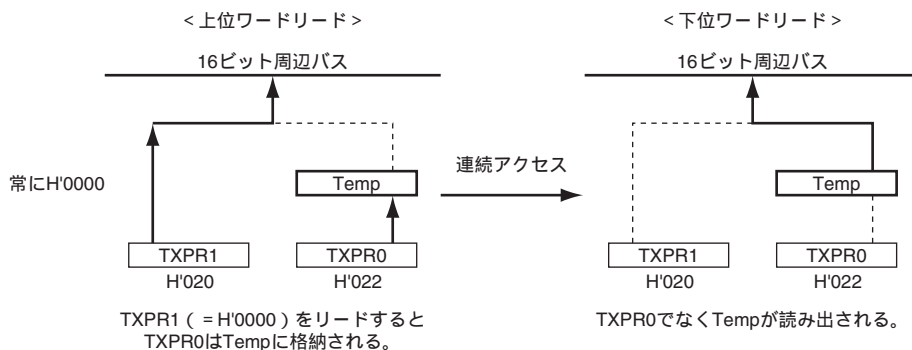 ＜上位ワードリード＞
16ビット周辺バス
常にH'0000
Temp
TXPR1
TXPR0
H'020
H'022
TXPR1（＝H'0000）をリードすると
TXPR0はTempに格納される。
連続アクセス
＜下位ワードリード＞
16ビット周辺バス
Temp
TXPR1
TXPR0
H'020
H'022
TXPR0でなくTempが読み出される。